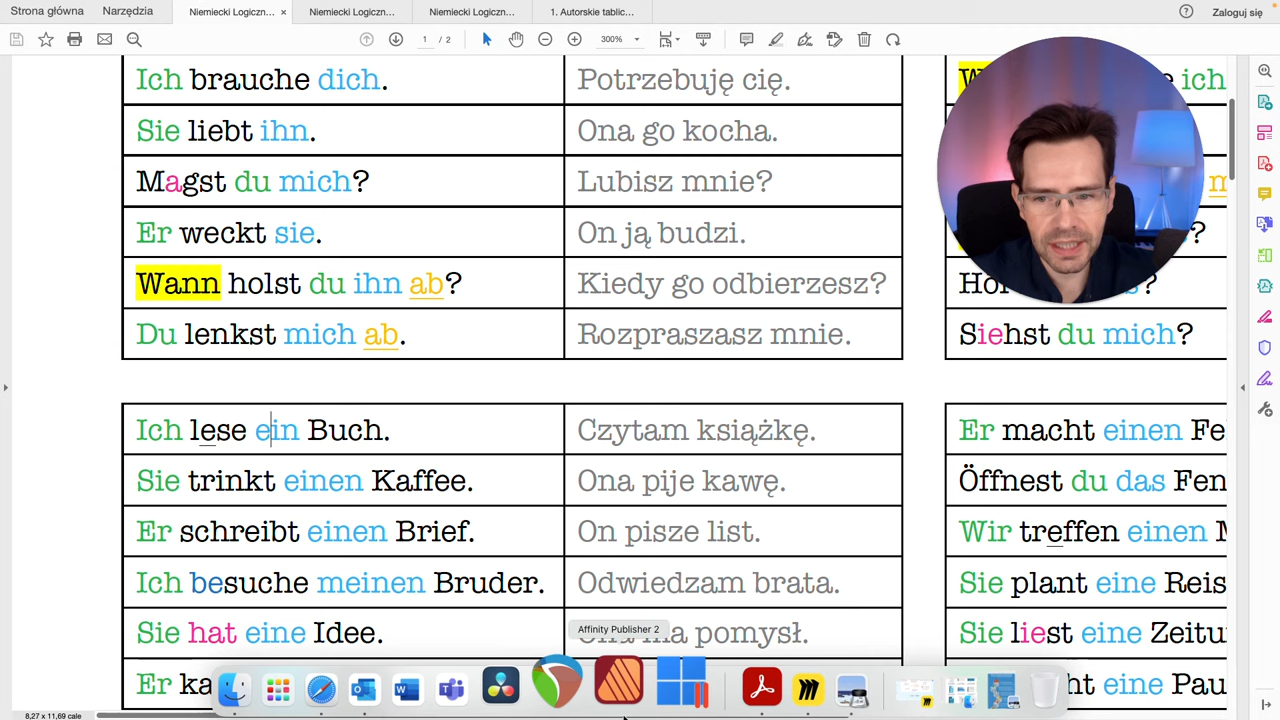 Strona główna Narzędzia Niemiecki Logiczn... × Niemiecki Logiczn... Niemiecki Logiczn... 1. Autorskie tablic... Zaloguj się
1 / 2 300%
Ich brauche dich. Potrzebuję cię. ich
Sie liebt ihn. Ona go kocha.
Magst du mich? Lubisz mnie?
Er weckt sie. On ją budzi. ?
Wann holst du ihn ab? Kiedy go odbierzesz? ?
Du lenkst mich ab. Rozpraszasz mnie. Siehst du mich?
Ich lese ein Buch. Czytam książkę. Er macht einen Fe
Sie trinkt einen Kaffee. Ona pije kawę. Öffnest du das Fen
Er schreibt einen Brief. On pisze list. Wir treffen einen M
Ich besuche meinen Bruder. Odwiedzam brata. Sie plant eine Reis
Affinity Publisher 2
Sie hat eine Idee. Ona ma pomysł. Sie liest eine Zeitu
Er ka ht eine Pau
8,27 x 11,69 cale